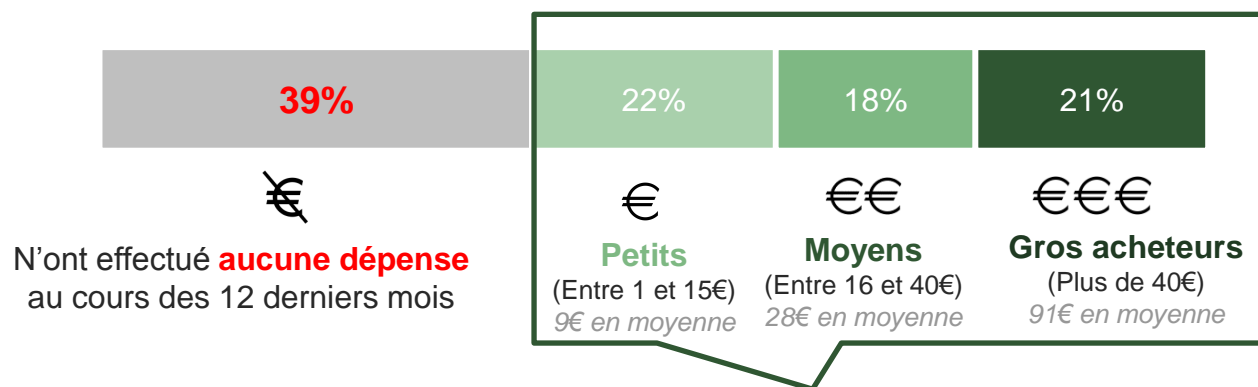 39%
22%
18%
21%
€
€
€€
€€€
N’ont effectué aucune dépense
au cours des 12 derniers mois
Petits
(Entre 1 et 15€)
9€ en moyenne
Moyens
(Entre 16 et 40€)
28€ en moyenne
Gros acheteurs
(Plus de 40€)
91€ en moyenne